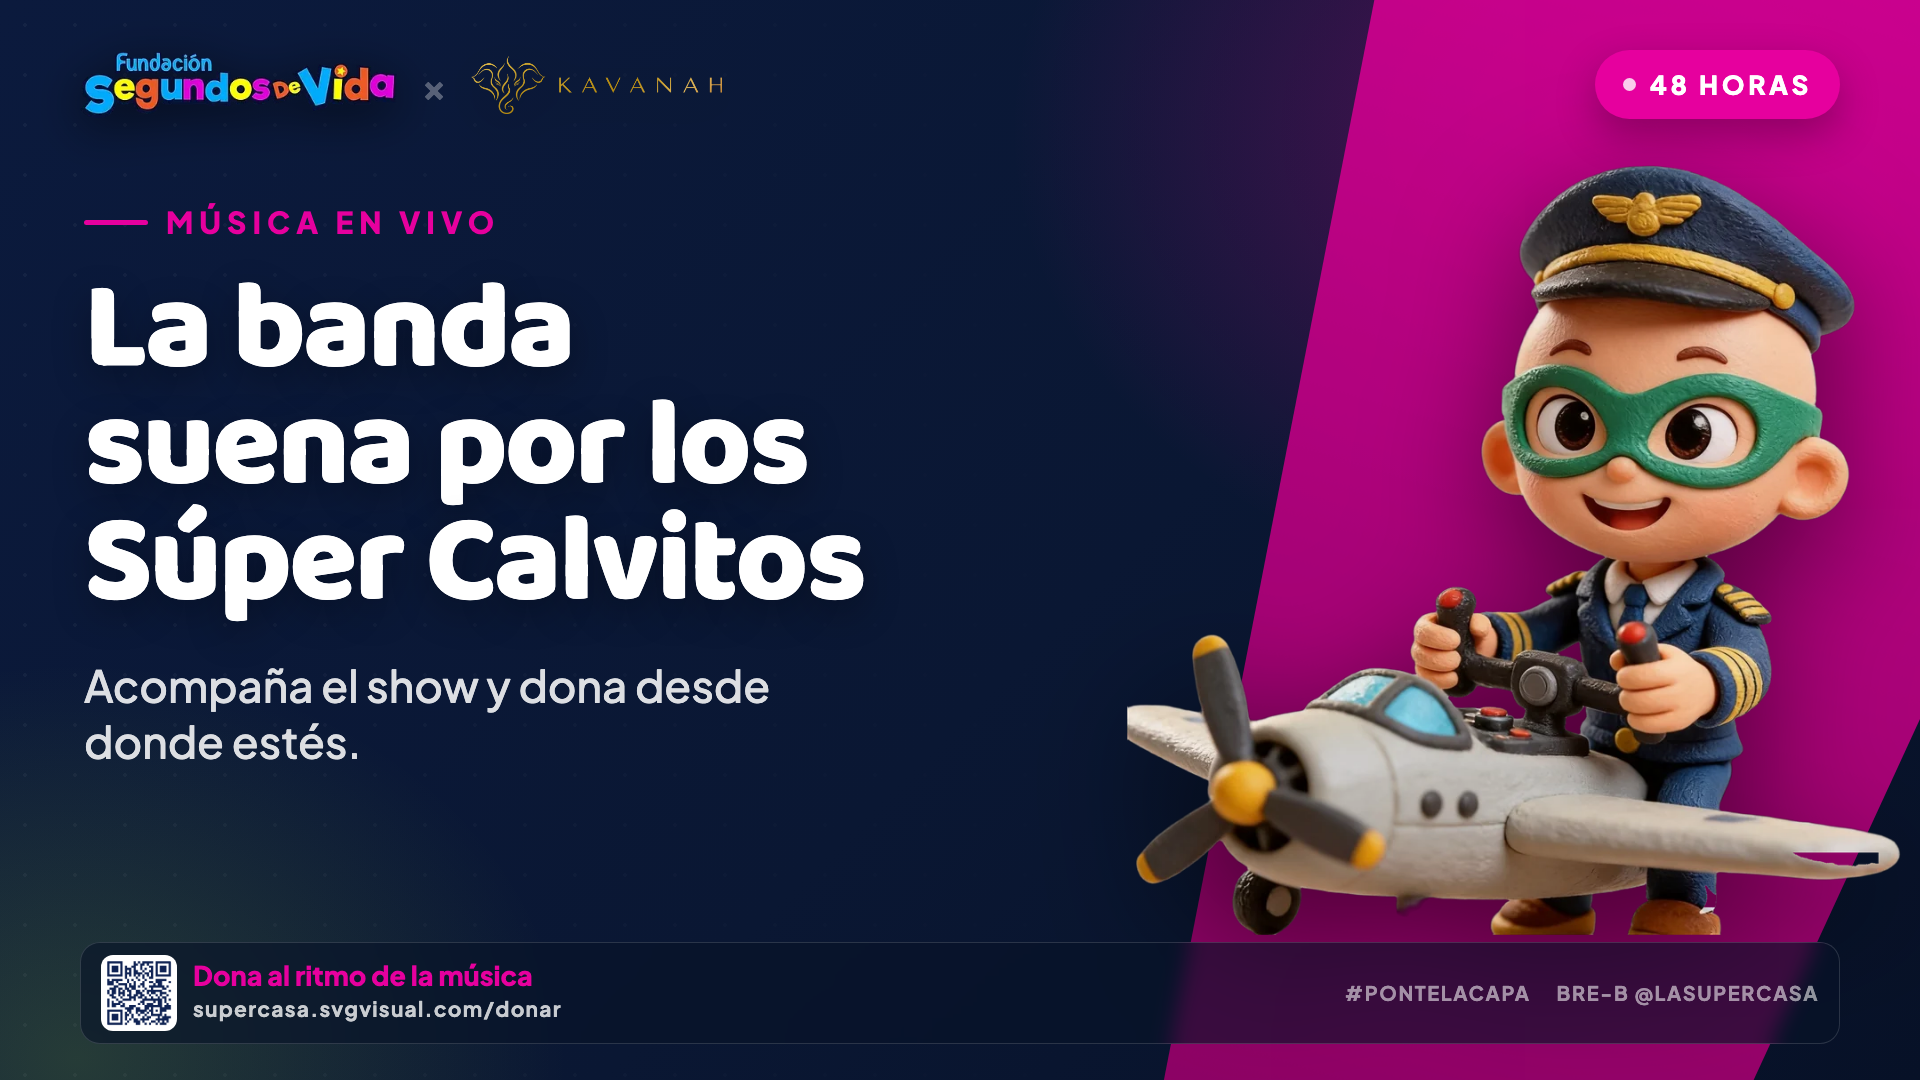 Fundación
Segundos DE Vida × KAVANAH
48 HORAS
MÚSICA EN VIVO
La banda
suena por los
Súper Calvitos
Acompaña el show y dona desde
donde estés.
Dona al ritmo de la música
supercasa.svgvisual.com/donar
#PONTELACAPA BRE-B @LASUPERCASA